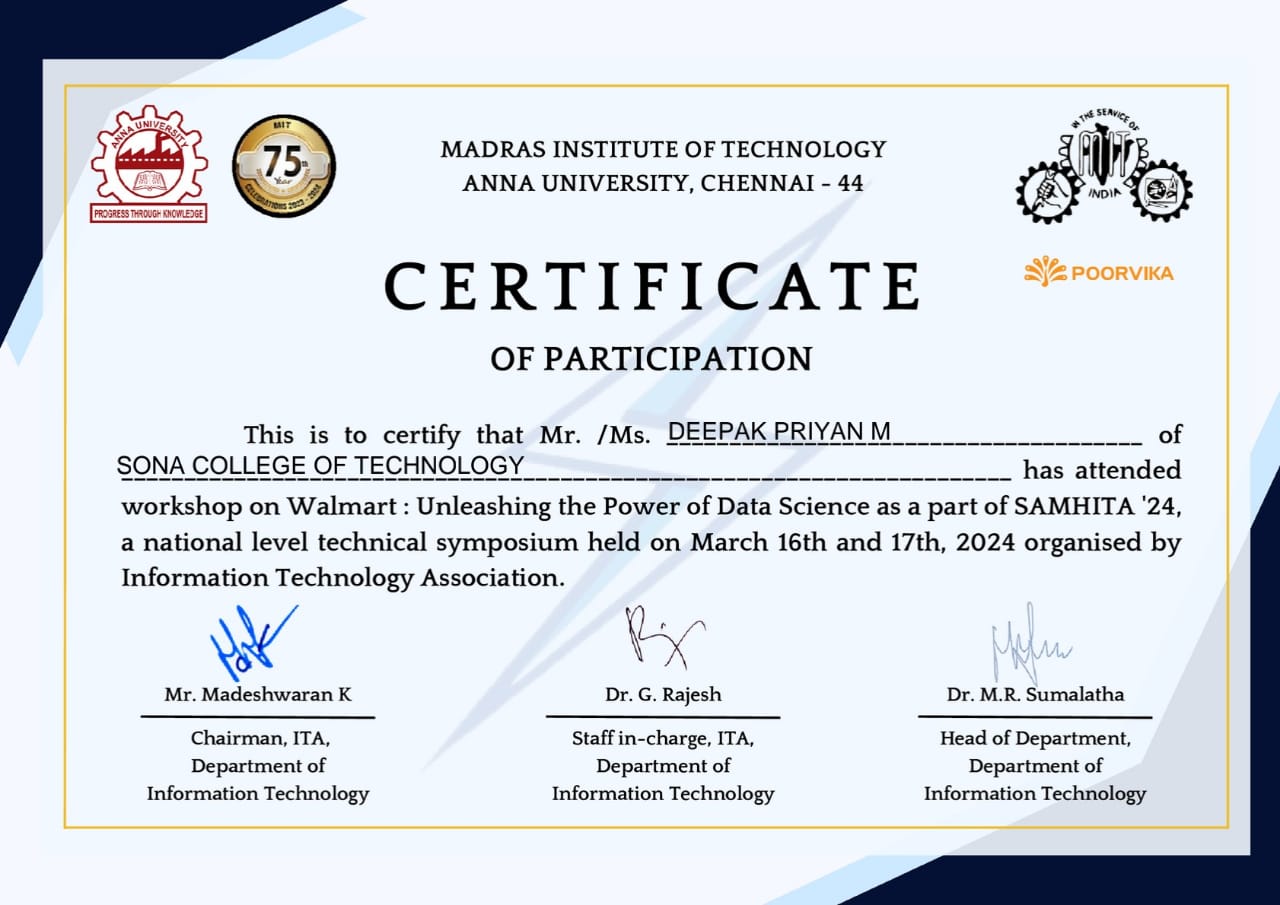 ANNA UNIVERSITY
PROGRESS THROUGH KNOWLEDGE
MIT
75th
Year
CELEBRATIONS 2023 - 2024
MADRAS INSTITUTE OF TECHNOLOGY
ANNA UNIVERSITY, CHENNAI - 44
IN THE SERVICE OF
INDIA
POORVIKA
CERTIFICATE
OF PARTICIPATION
This is to certify that Mr. /Ms. DEEPAK PRIYAN M of
SONA COLLEGE OF TECHNOLOGY has attended
workshop on Walmart : Unleashing the Power of Data Science as a part of SAMHITA '24,
a national level technical symposium held on March 16th and 17th, 2024 organised by
Information Technology Association.
Mr. Madeshwaran K
Dr. G. Rajesh
Dr. M.R. Sumalatha
Chairman, ITA,
Department of
Information Technology
Staff in-charge, ITA,
Department of
Information Technology
Head of Department,
Department of
Information Technology